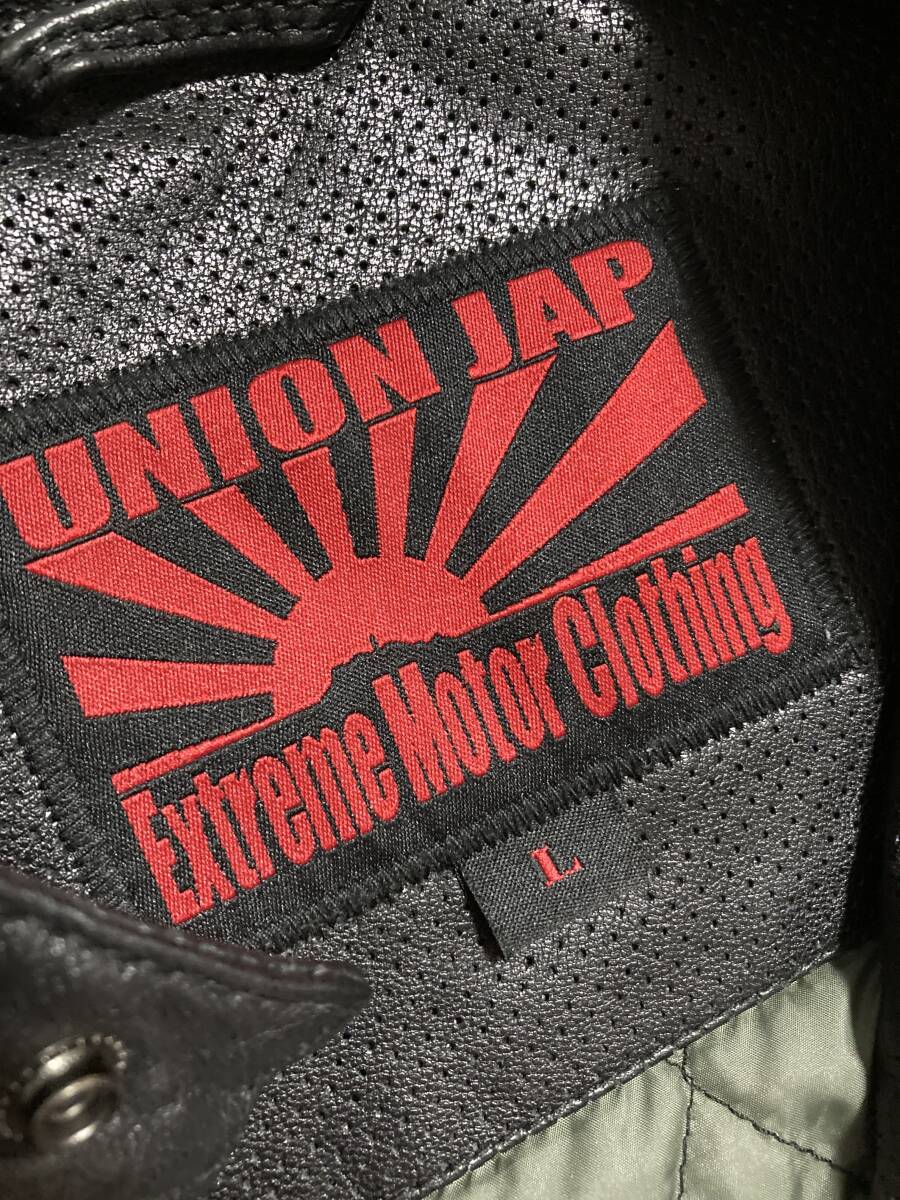 UNION JAP
Extreme Motor Clothing
L